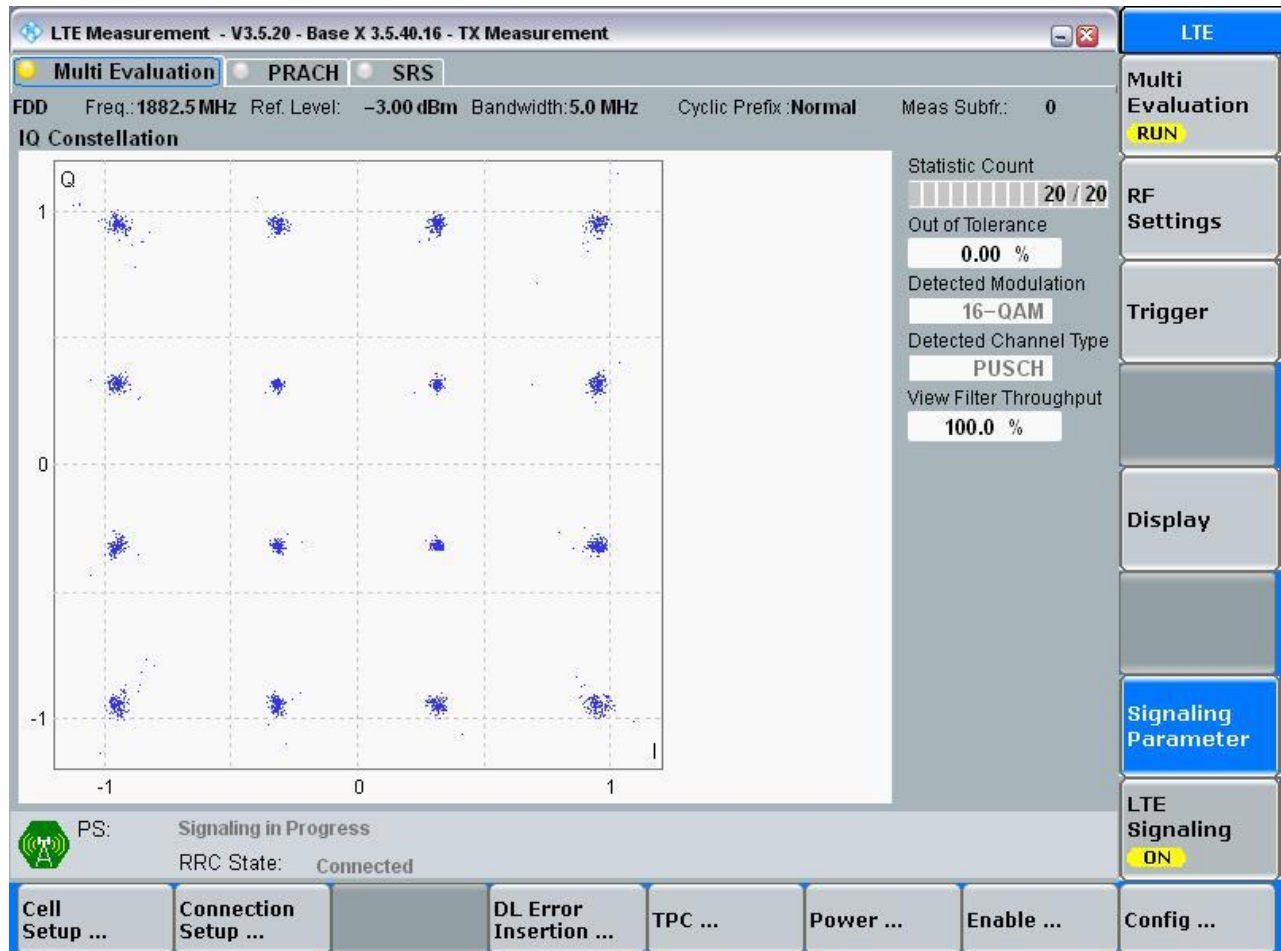 LTE Measurement - V3.5.20 - Base X 3.5.40.16 - TX Measurement
LTE
Multi Evaluation PRACH SRS
FDD Freq.: 1882.5 MHz Ref. Level: -3.00 dBm Bandwidth: 5.0 MHz Cyclic Prefix : Normal Meas Subfr.: 0
IQ Constellation
Q
1
0
-1
-1 0 1
I
Statistic Count
20 / 20
Out of Tolerance
0.00 %
Detected Modulation
16-QAM
Detected Channel Type
PUSCH
View Filter Throughput
100.0 %
Multi
Evaluation
RUN
RF
Settings
Trigger
Display
Signaling
Parameter
LTE
Signaling
ON
PS: Signaling in Progress
RRC State: Connected
Cell
Setup ...
Connection
Setup ...
DL Error
Insertion ...
TPC ...
Power ...
Enable ...
Config ...